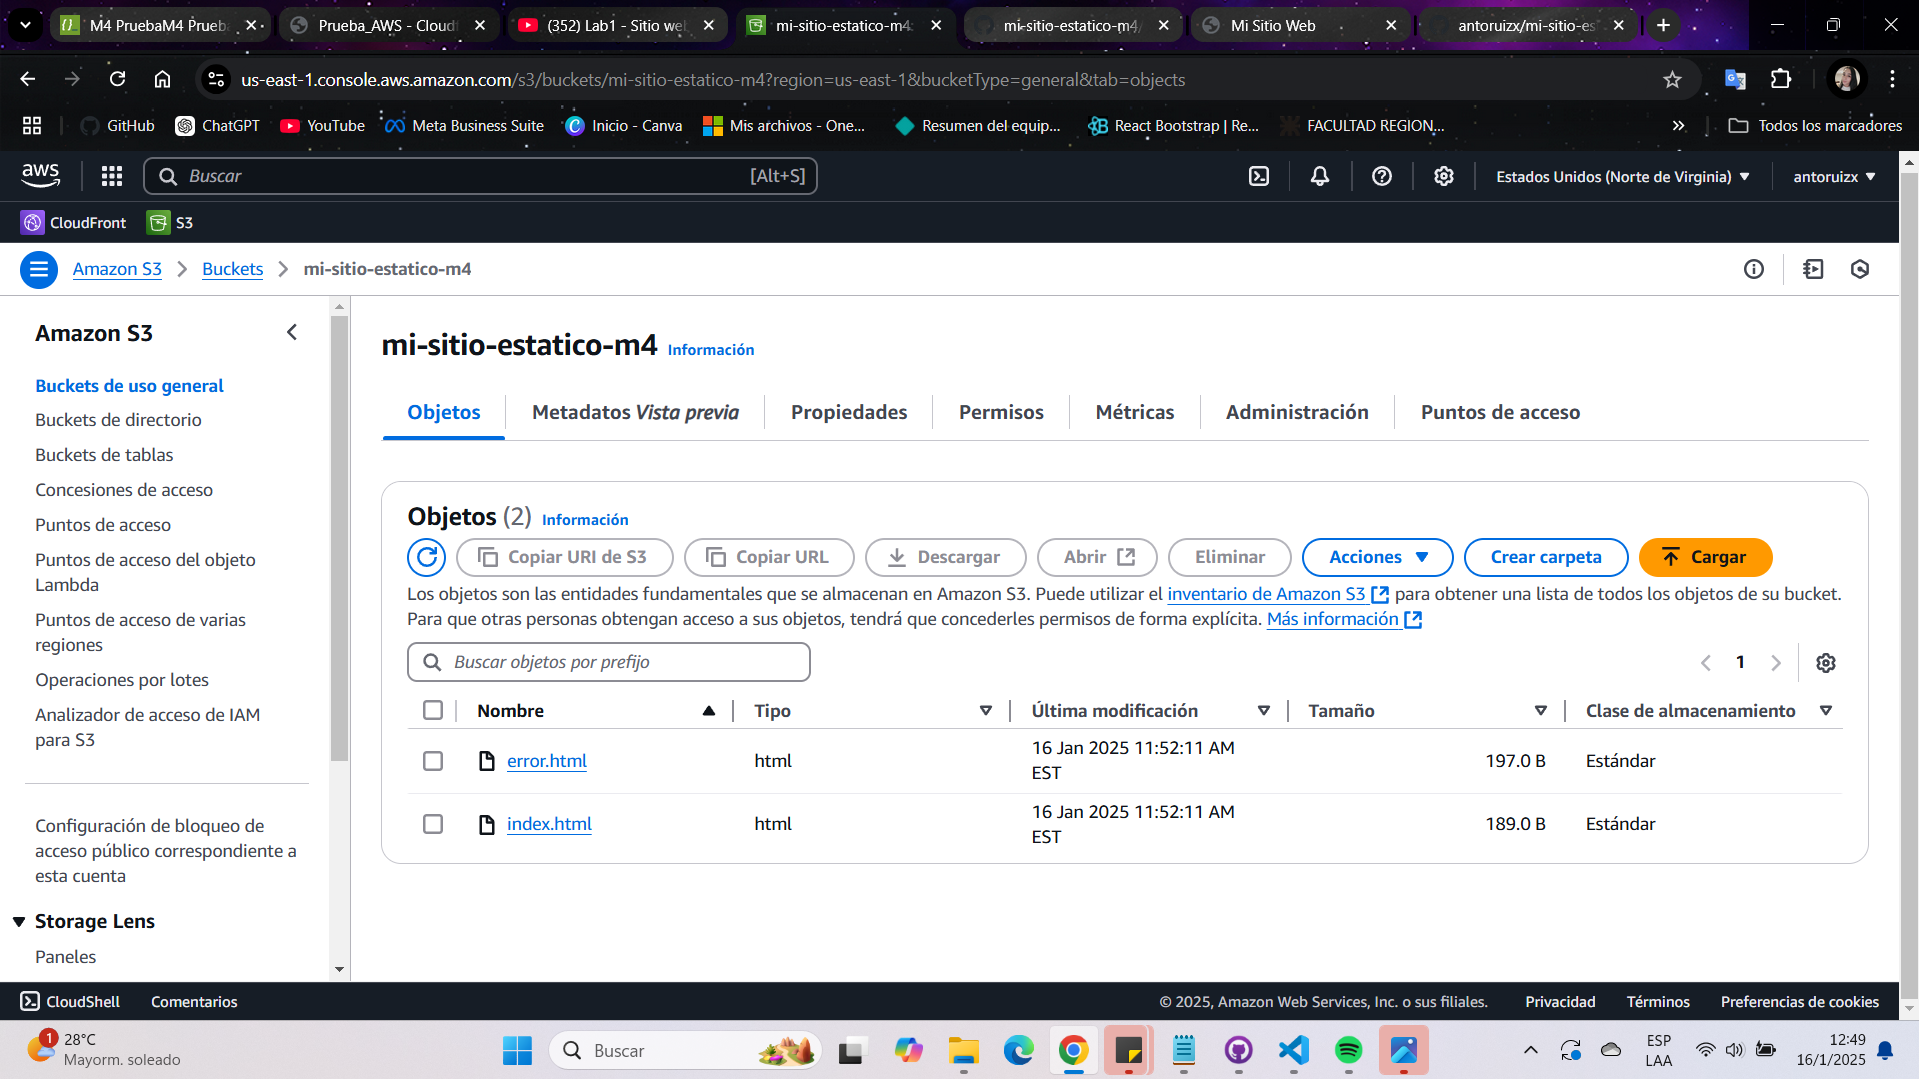 M4 PruebaM4 Prueba
Prueba_AWS - Cloudf
(352) Lab1 - Sitio web
mi-sitio-estatico-m4
mi-sitio-estatico-m4/
Mi Sitio Web
antoruizx/mi-sitio-es
us-east-1.console.aws.amazon.com/s3/buckets/mi-sitio-estatico-m4?region=us-east-1&bucketType=general&tab=objects
GitHub
ChatGPT
YouTube
Meta Business Suite
Inicio - Canva
Mis archivos - One...
Resumen del equip...
React Bootstrap | Re...
FACULTAD REGION...
Todos los marcadores
aws
Buscar
[Alt+S]
Estados Unidos (Norte de Virginia)
antoruizx
CloudFront
S3
Amazon S3
Buckets
mi-sitio-estatico-m4
Amazon S3
Buckets de uso general
Buckets de directorio
Buckets de tablas
Concesiones de acceso
Puntos de acceso
Puntos de acceso del objeto
Lambda
Puntos de acceso de varias
regiones
Operaciones por lotes
Analizador de acceso de IAM
para S3
Configuración de bloqueo de
acceso público correspondiente a
esta cuenta
Storage Lens
Paneles
mi-sitio-estatico-m4 Información
Objetos
Metadatos Vista previa
Propiedades
Permisos
Métricas
Administración
Puntos de acceso
Objetos (2) Información
Copiar URI de S3
Copiar URL
Descargar
Abrir
Eliminar
Acciones
Crear carpeta
Cargar
Los objetos son las entidades fundamentales que se almacenan en Amazon S3. Puede utilizar el inventario de Amazon S3 para obtener una lista de todos los objetos de su bucket.
Para que otras personas obtengan acceso a sus objetos, tendrá que concederles permisos de forma explícita. Más información
Buscar objetos por prefijo
1
Nombre
Tipo
Última modificación
Tamaño
Clase de almacenamiento
error.html
html
16 Jan 2025 11:52:11 AM
EST
197.0 B
Estándar
index.html
html
16 Jan 2025 11:52:11 AM
EST
189.0 B
Estándar
CloudShell
Comentarios
© 2025, Amazon Web Services, Inc. o sus filiales.
Privacidad
Términos
Preferencias de cookies
1
28°C
Mayorm. soleado
Buscar
ESP
LAA
12:49
16/1/2025